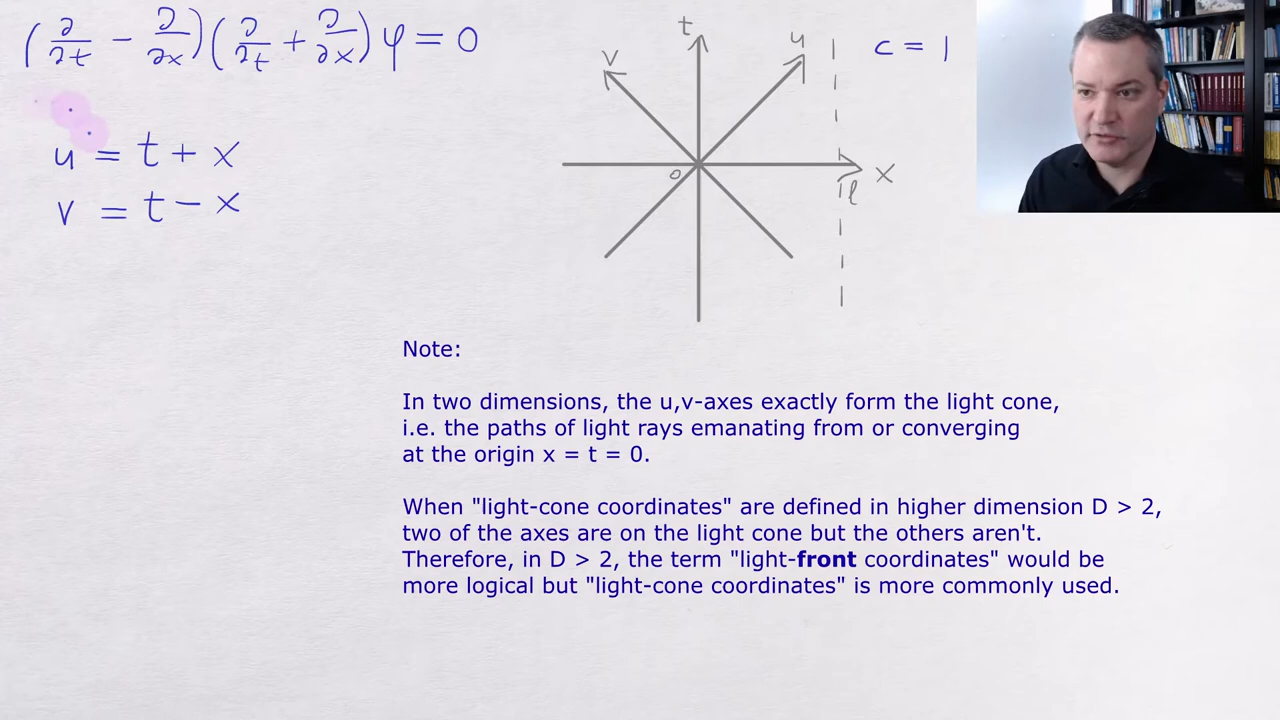 (∂/∂t − ∂/∂x)(∂/∂t + ∂/∂x)φ = 0
u = t + x
v = t − x
t
v
u
c = 1
o
l
x
Note:
In two dimensions, the u,v-axes exactly form the light cone,
i.e. the paths of light rays emanating from or converging
at the origin x = t = 0.
When "light-cone coordinates" are defined in higher dimension D > 2,
two of the axes are on the light cone but the others aren't.
Therefore, in D > 2, the term "light-front coordinates" would be
more logical but "light-cone coordinates" is more commonly used.